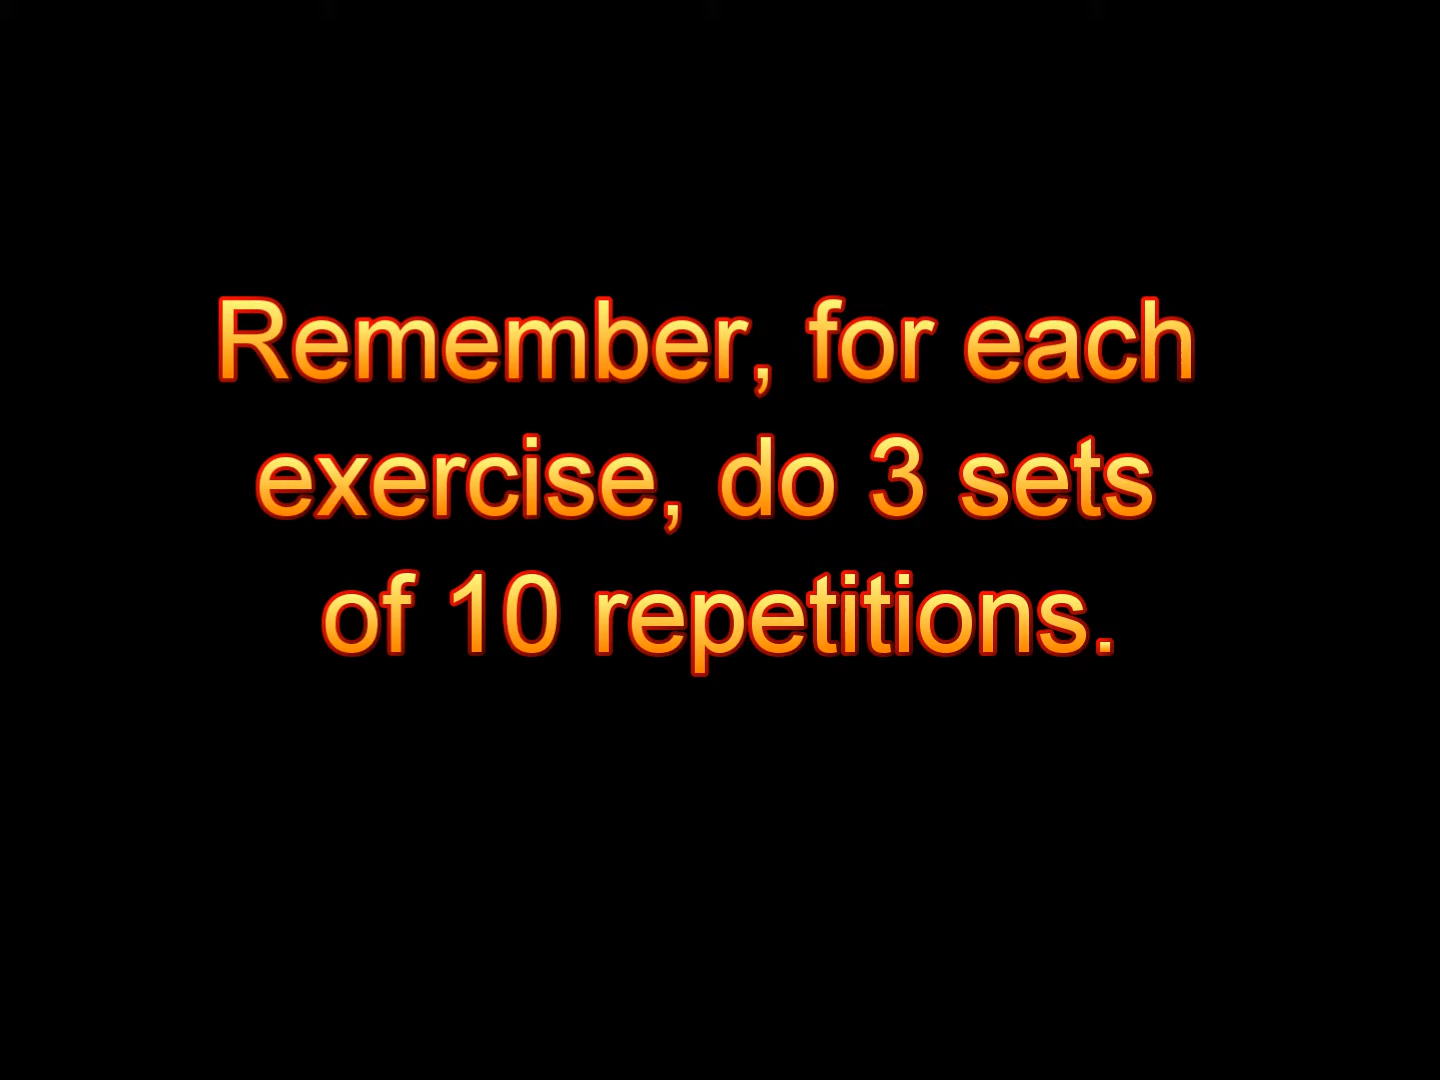 Remember, for each
exercise, do 3 sets
of 10 repetitions.